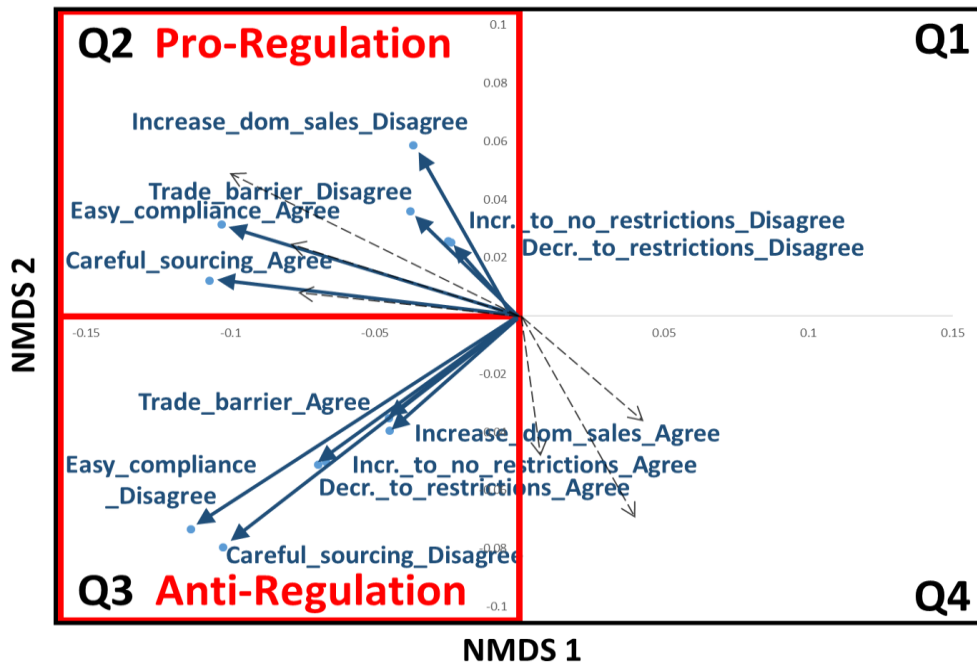 Q2 Pro-Regulation
Q1
0.1
0.08
Increase_dom_sales_Disagree
0.06
0.04
Trade_barrier_Disagree
Easy_compliance_Agree
Incr._to_no_restrictions_Disagree
Decr._to_restrictions_Disagree
0.02
Careful_sourcing_Agree
NMDS 2
-0.15
-0.1
-0.05
0.05
0.1
0.15
-0.02
Trade_barrier_Agree
Increase_dom_sales_Agree
Easy_compliance
_Disagree
Incr._to_no_restrictions_Agree
Decr._to_restrictions_Agree
-0.08
Careful_sourcing_Disagree
Q3 Anti-Regulation
-0.1
Q4
NMDS 1